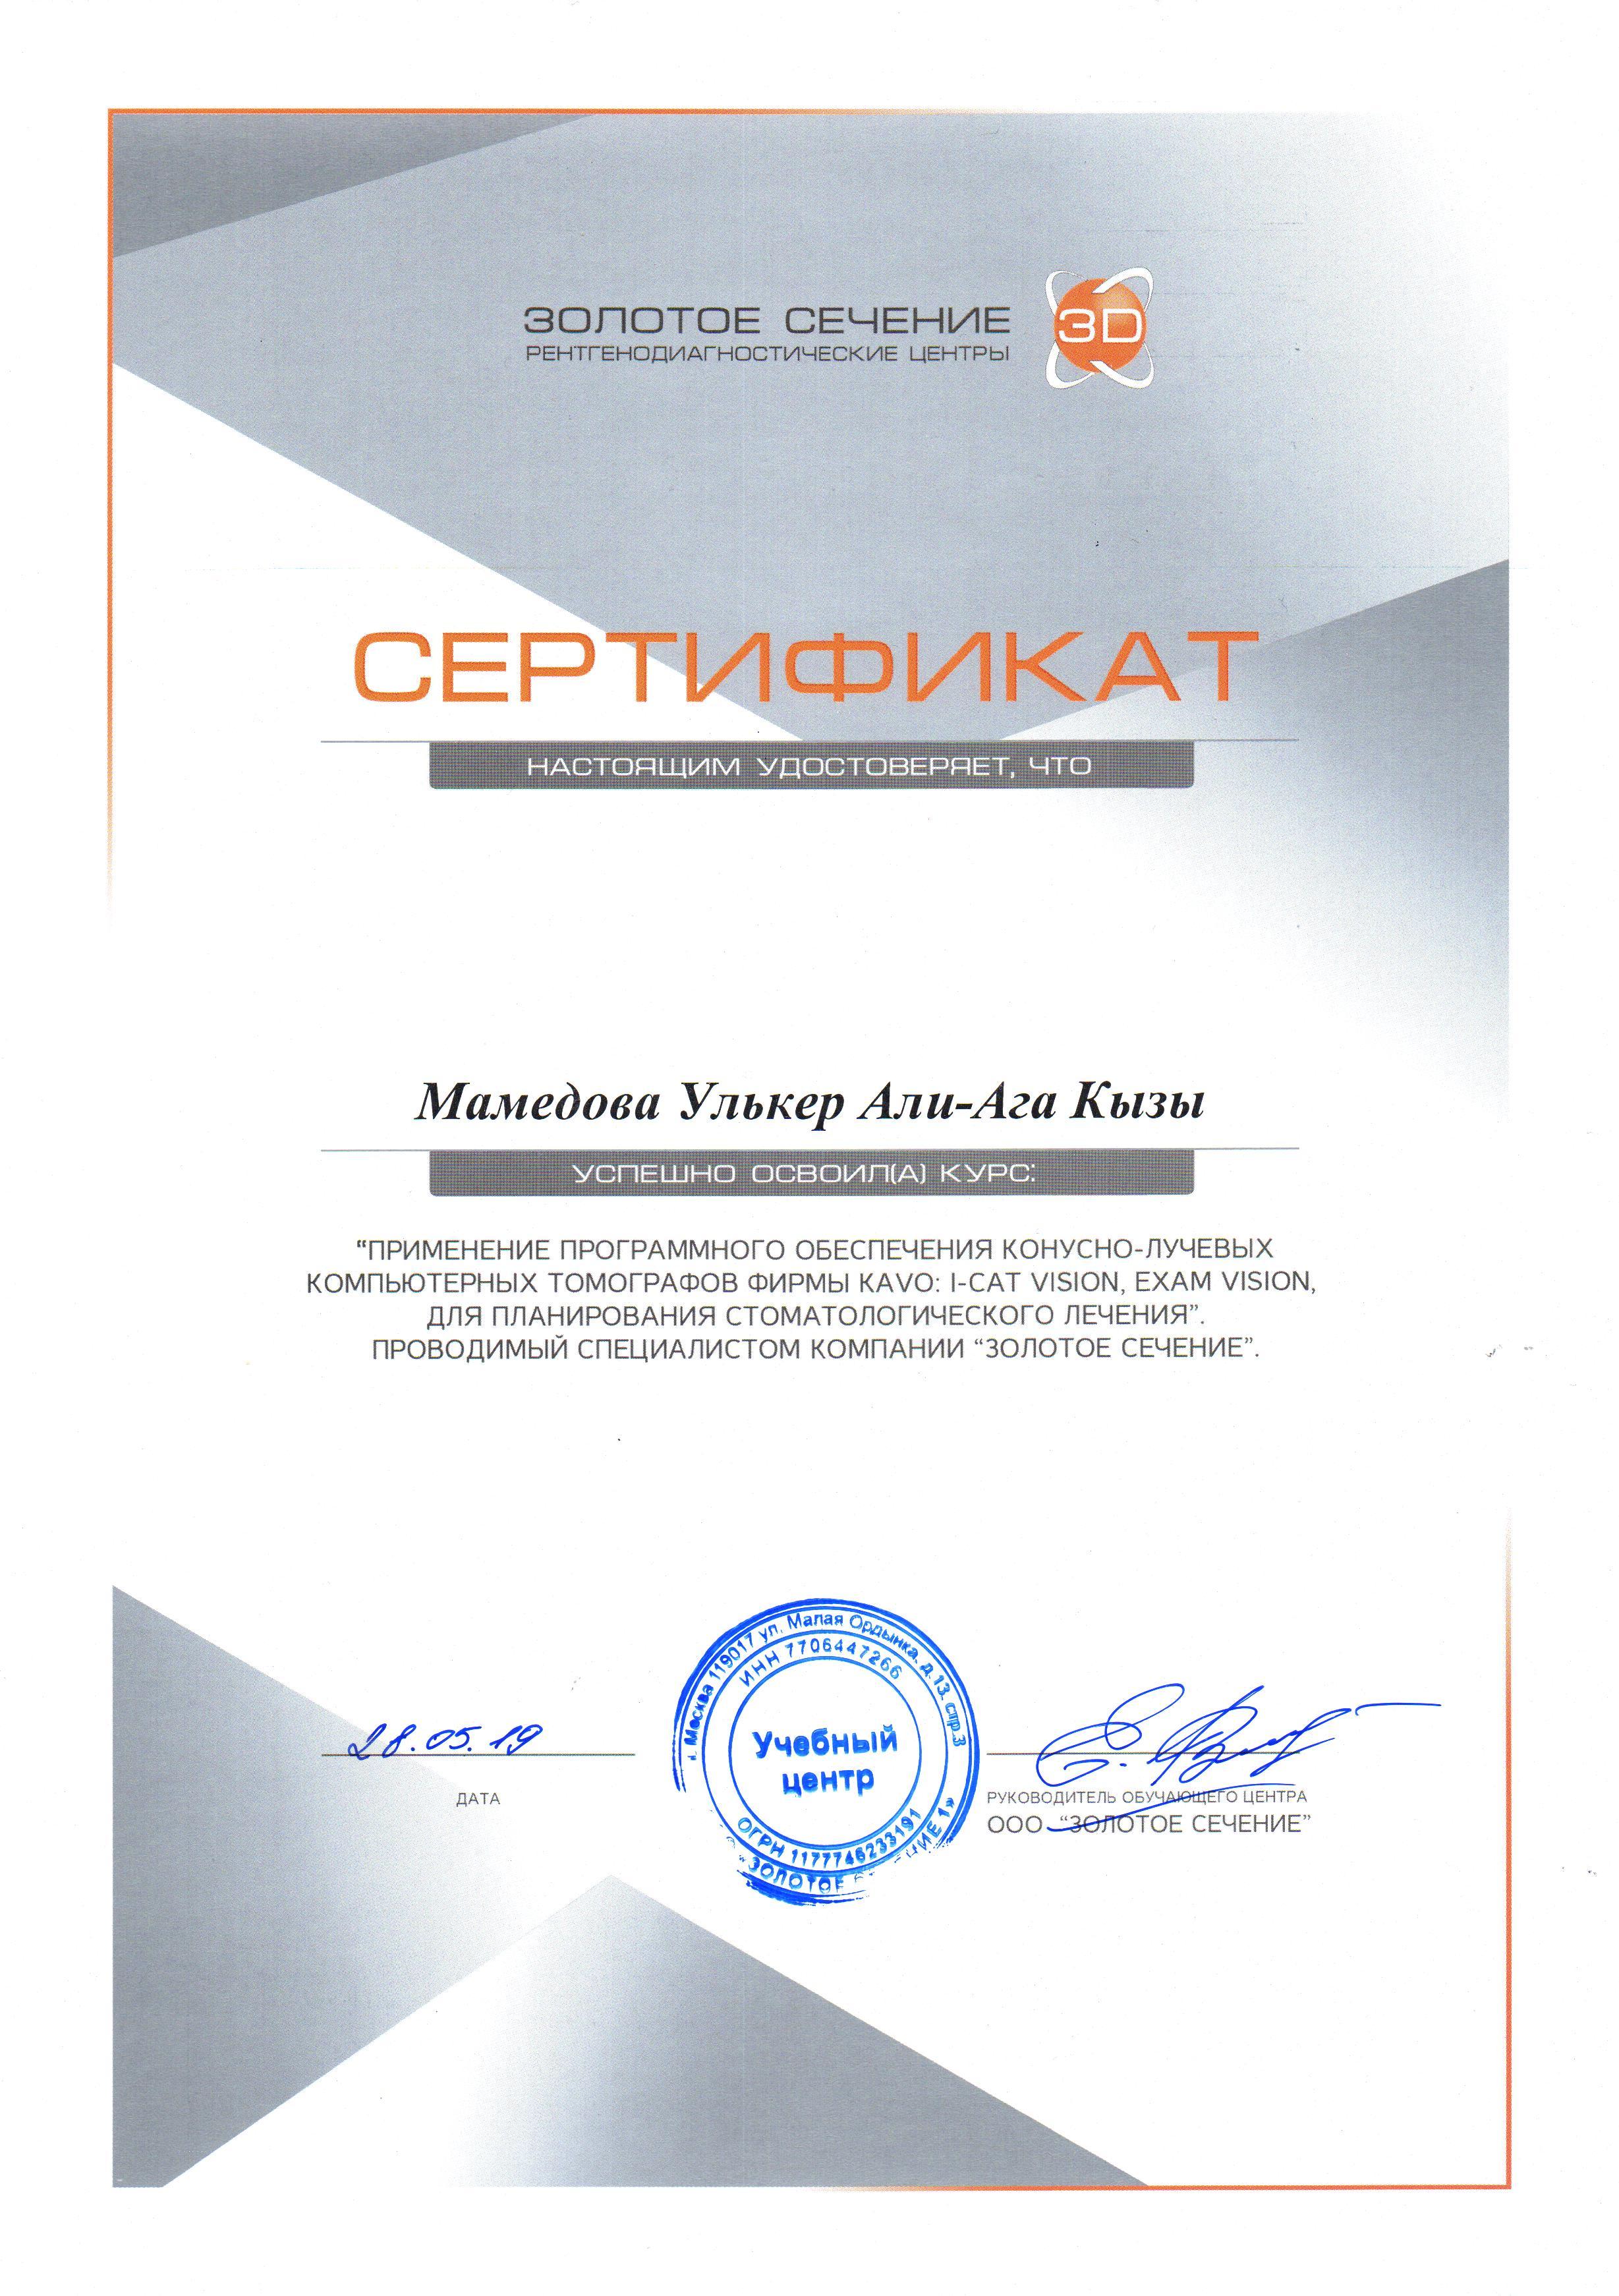 ЗОЛОТОЕ СЕЧЕНИЕ
РЕНТГЕНОДИАГНОСТИЧЕСКИЕ ЦЕНТРЫ
3D
СЕРТИФИКАТ
НАСТОЯЩИМ УДОСТОВЕРЯЕТ, ЧТО
Мамедова Улькер Али-Ага Кызы
УСПЕШНО ОСВОИЛ(А) КУРС:
“ПРИМЕНЕНИЕ ПРОГРАММНОГО ОБЕСПЕЧЕНИЯ КОНУСНО-ЛУЧЕВЫХ
КОМПЬЮТЕРНЫХ ТОМОГРАФОВ ФИРМЫ KAVO: I-CAT VISION, EXAM VISION,
ДЛЯ ПЛАНИРОВАНИЯ СТОМАТОЛОГИЧЕСКОГО ЛЕЧЕНИЯ”.
ПРОВОДИМЫЙ СПЕЦИАЛИСТОМ КОМПАНИИ “ЗОЛОТОЕ СЕЧЕНИЕ”.
28.05.19
ДАТА
г. Москва 119017 ул. Малая Ордынка, д.13, стр.3
ИНН 7706447266
Учебный
центр
ОГРН 1177746233191
«ЗОЛОТОЕ 1»
РУКОВОДИТЕЛЬ ОБУЧАЮЩЕГО ЦЕНТРА
ООО “ЗОЛОТОЕ СЕЧЕНИЕ”